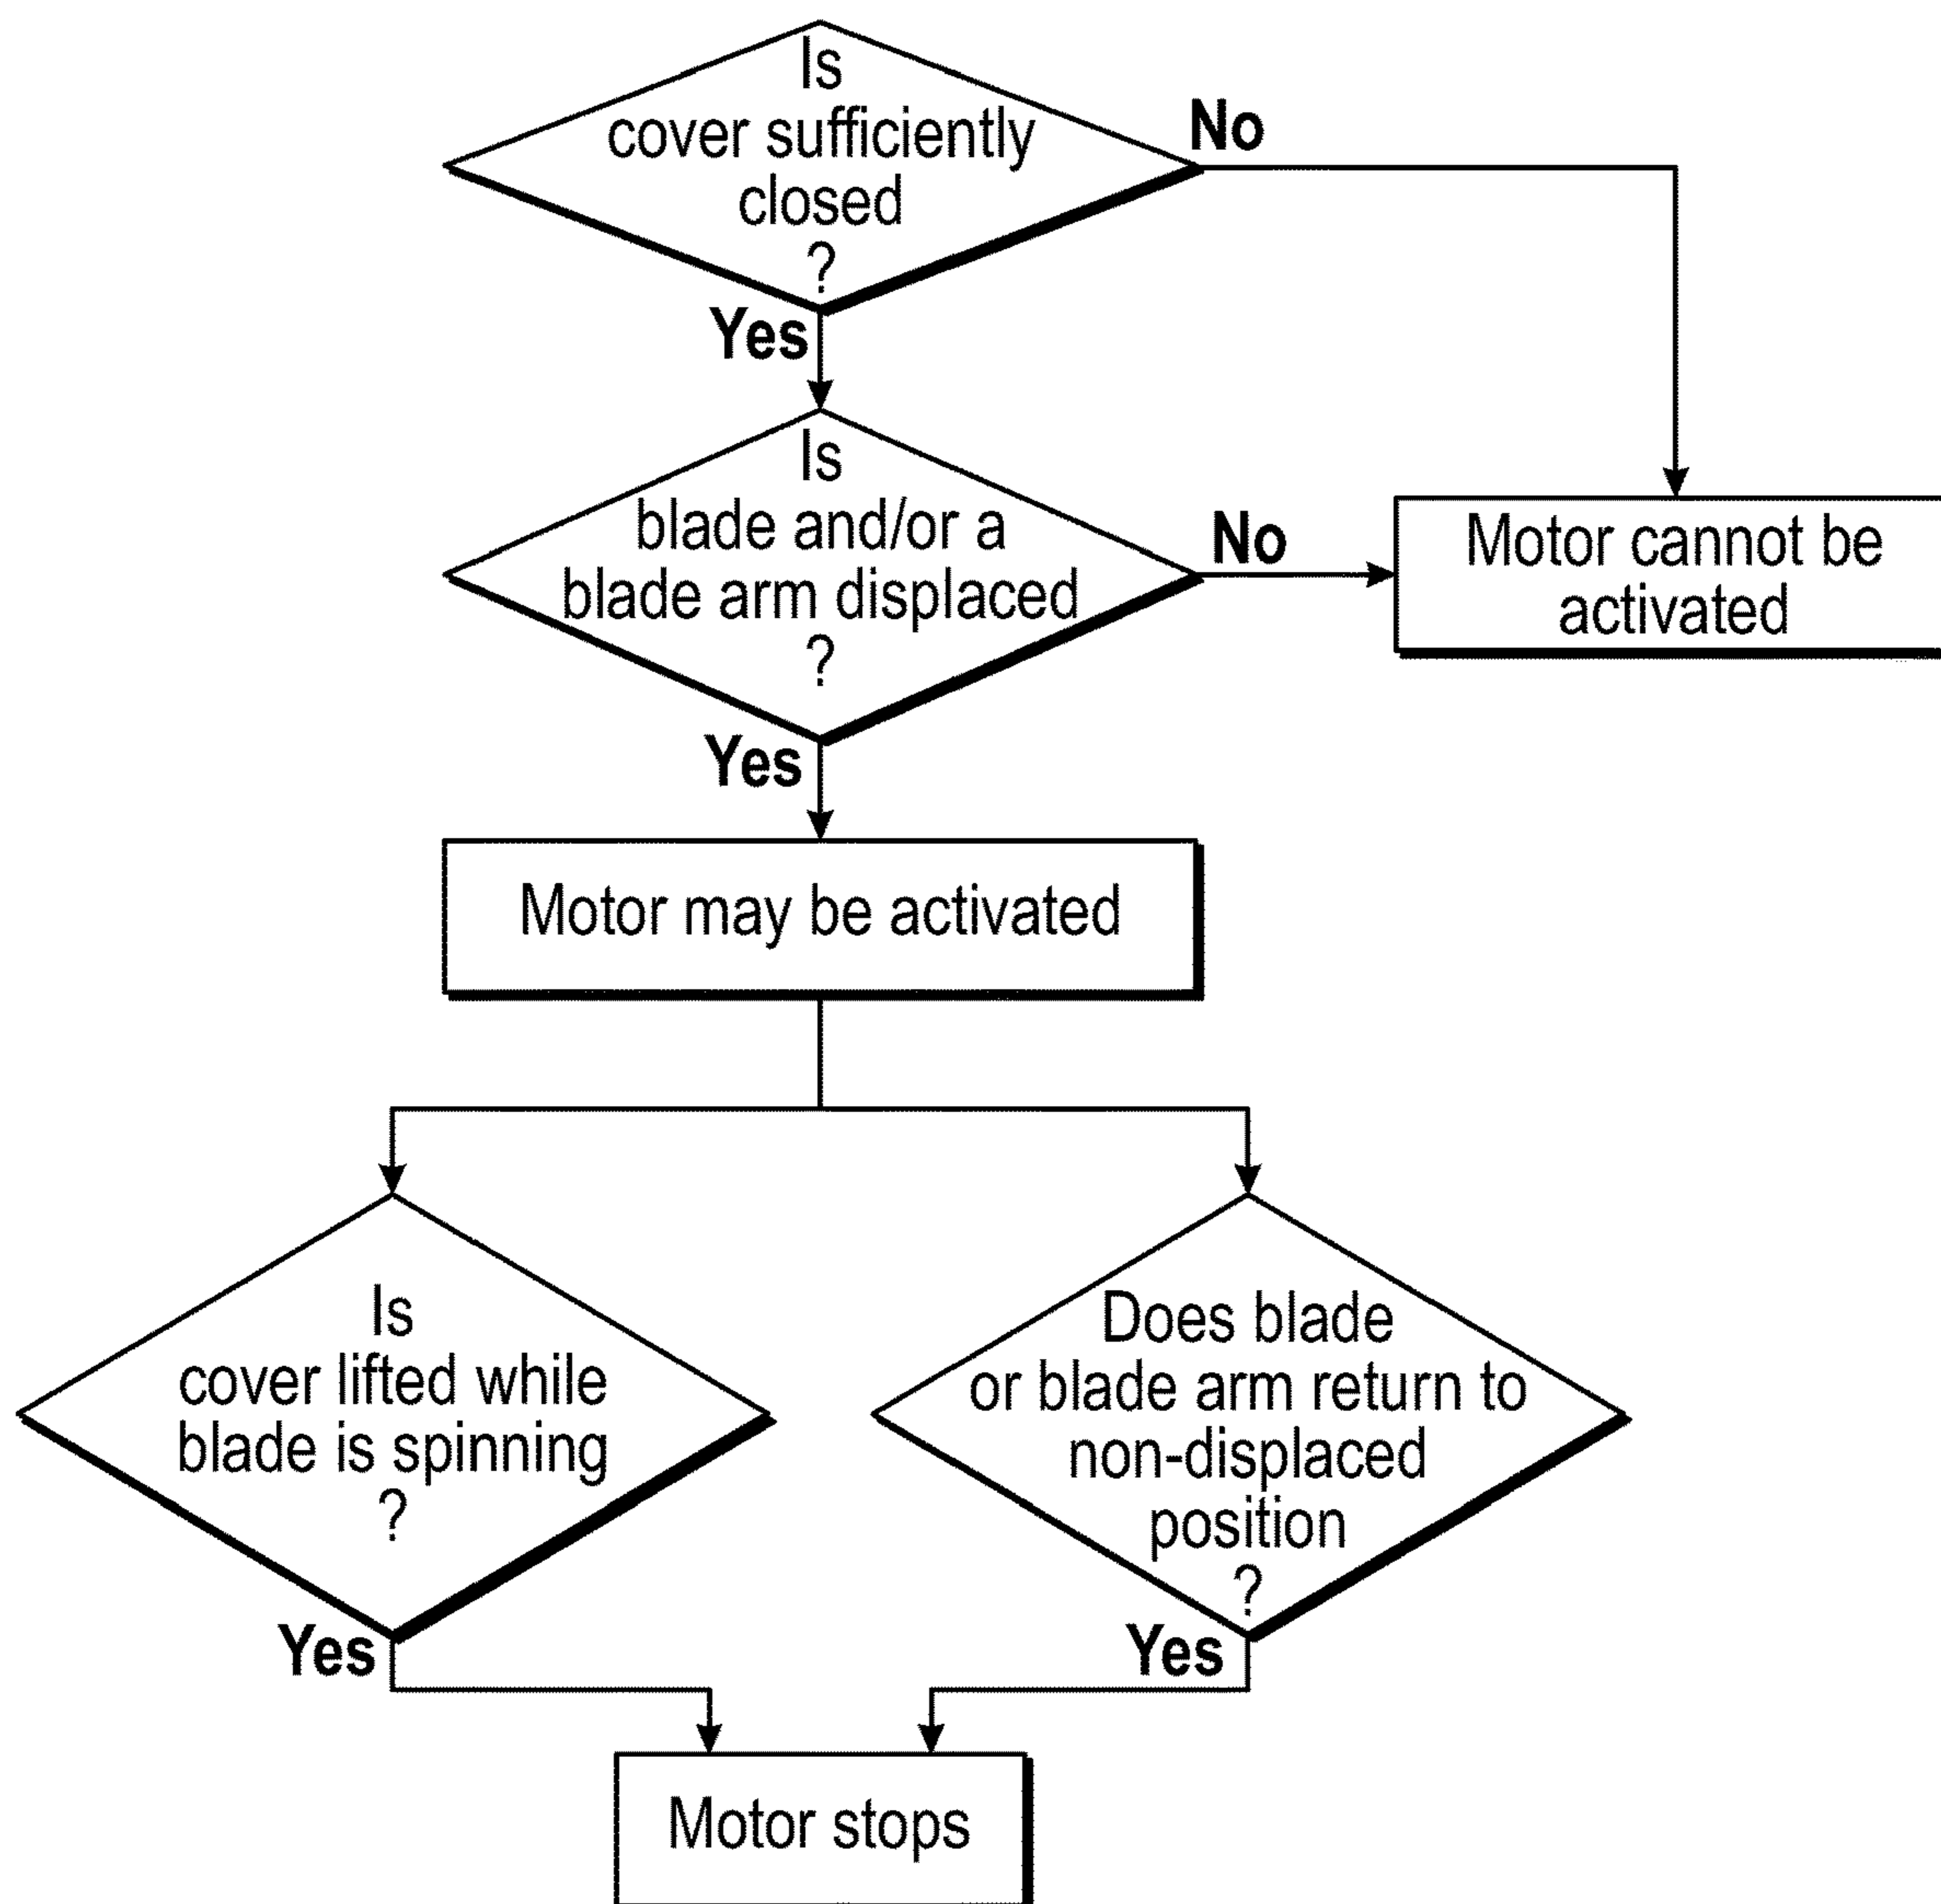 Is
cover sufficiently
closed
?
No
Yes
Is
blade and/or a
blade arm displaced
?
No
Motor cannot be
activated
Yes
Motor may be activated
Is
cover lifted while
blade is spinning
?
Does blade
or blade arm return to
non-displaced
position
?
Yes
Yes
Motor stops